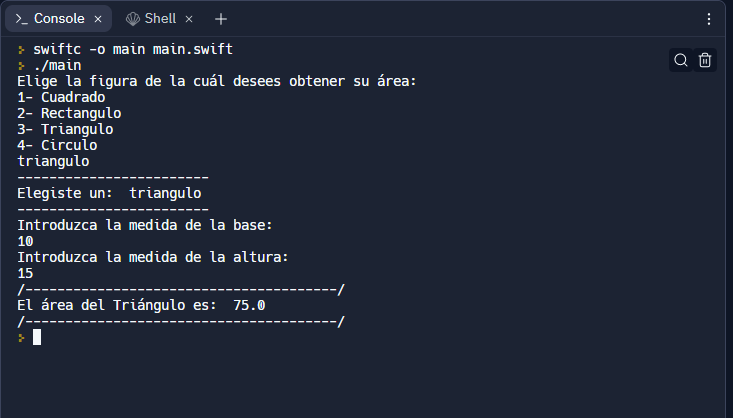 Console × Shell × +
swiftc -o main main.swift
./main
Elige la figura de la cuál desees obtener su área:
1- Cuadrado
2- Rectangulo
3- Triangulo
4- Circulo
triangulo
------------------------
Elegiste un:  triangulo
------------------------
Introduzca la medida de la base:
10
Introduzca la medida de la altura:
15
/---------------------------------------/
El área del Triángulo es:  75.0
/---------------------------------------/